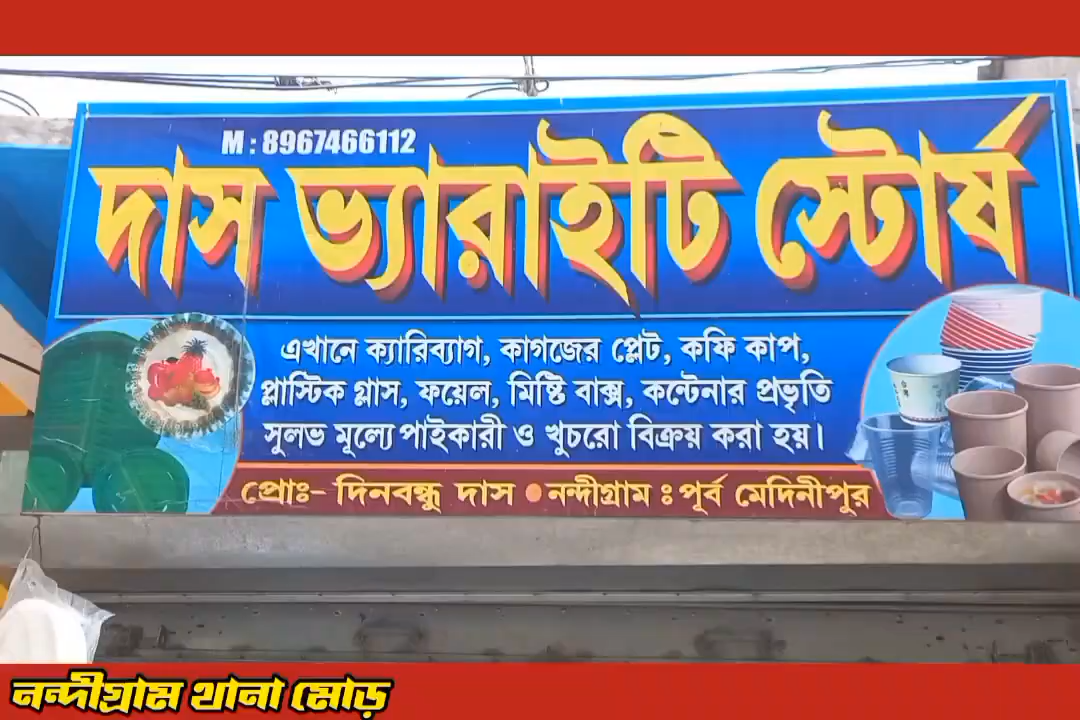 M : 8967466112
দাস ভ্যারাইটি স্টোর্ষ
এখানে ক্যারিব্যাগ, কাগজের প্লেট, কফি কাপ,
প্লাস্টিক গ্লাস, ফয়েল, মিষ্টি বাক্স, কন্টেনার প্রভৃতি
সুলভ মূল্যে পাইকারী ও খুচরো বিক্রয় করা হয়।
প্রোঃ- দিনবন্ধু দাস ● নন্দীগ্রাম ঃ পূর্ব মেদিনীপুর
নন্দীগ্রাম থানা মোড়